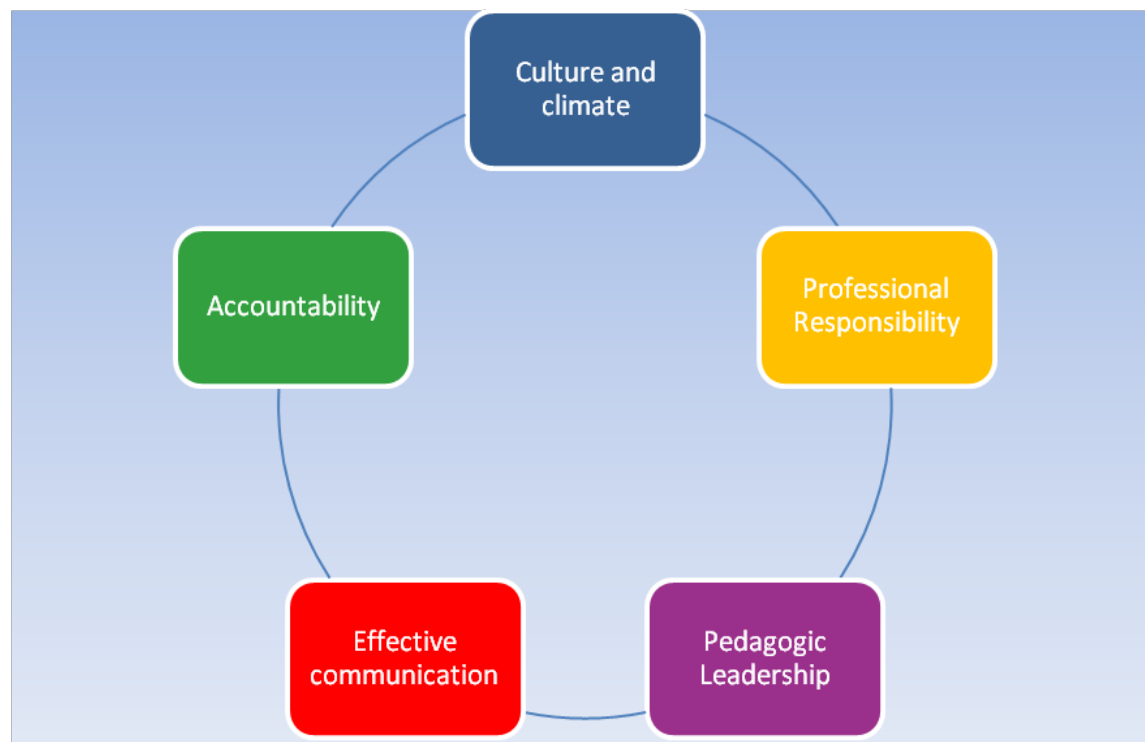 Culture and
climate
Accountability
Professional
Responsibility
Effective
communication
Pedagogic
Leadership